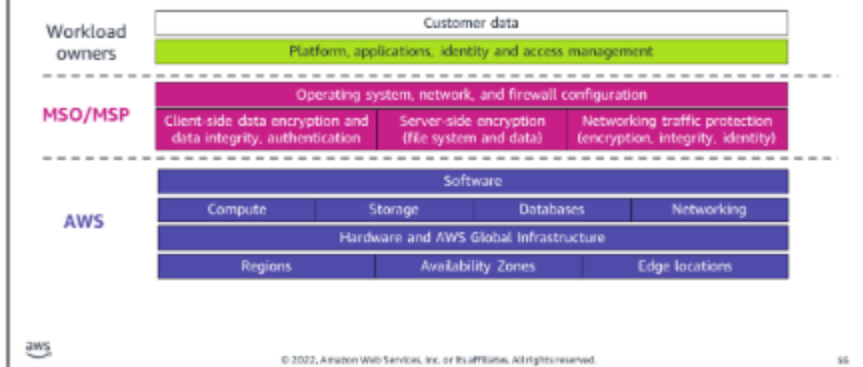 Workload
owners
Customer data
Platform, applications, identity and access management
MSO/MSP
Operating system, network, and firewall configuration
Client-side data encryption and
data integrity, authentication
Server-side encryption
(file system and data)
Networking traffic protection
(encryption, integrity, identity)
AWS
Software
Compute
Storage
Databases
Networking
Hardware and AWS Global Infrastructure
Regions
Availability Zones
Edge locations
aws
© 2022, Amazon Web Services, Inc. or its affiliates. All rights reserved.